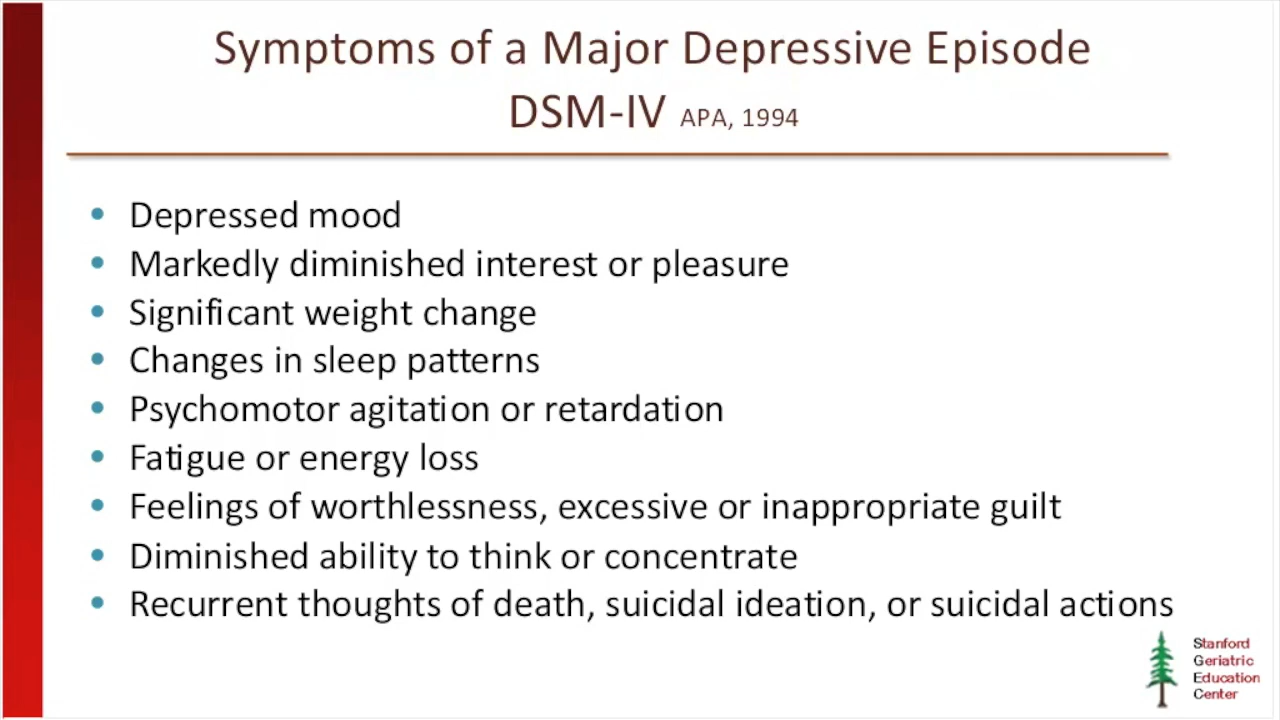 Symptoms of a Major Depressive Episode
DSM-IV APA, 1994
• Depressed mood
• Markedly diminished interest or pleasure
• Significant weight change
• Changes in sleep patterns
• Psychomotor agitation or retardation
• Fatigue or energy loss
• Feelings of worthlessness, excessive or inappropriate guilt
• Diminished ability to think or concentrate
• Recurrent thoughts of death, suicidal ideation, or suicidal actions
Stanford
Geriatric
Education
Center